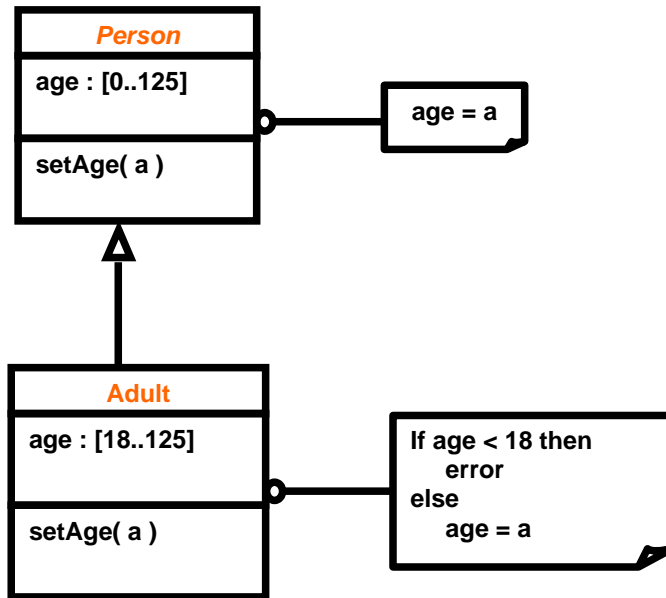 Person
age : [0..125]
age = a
setAge( a )
Adult
age : [18..125]
setAge( a )
If age < 18 then
error
else
age = a